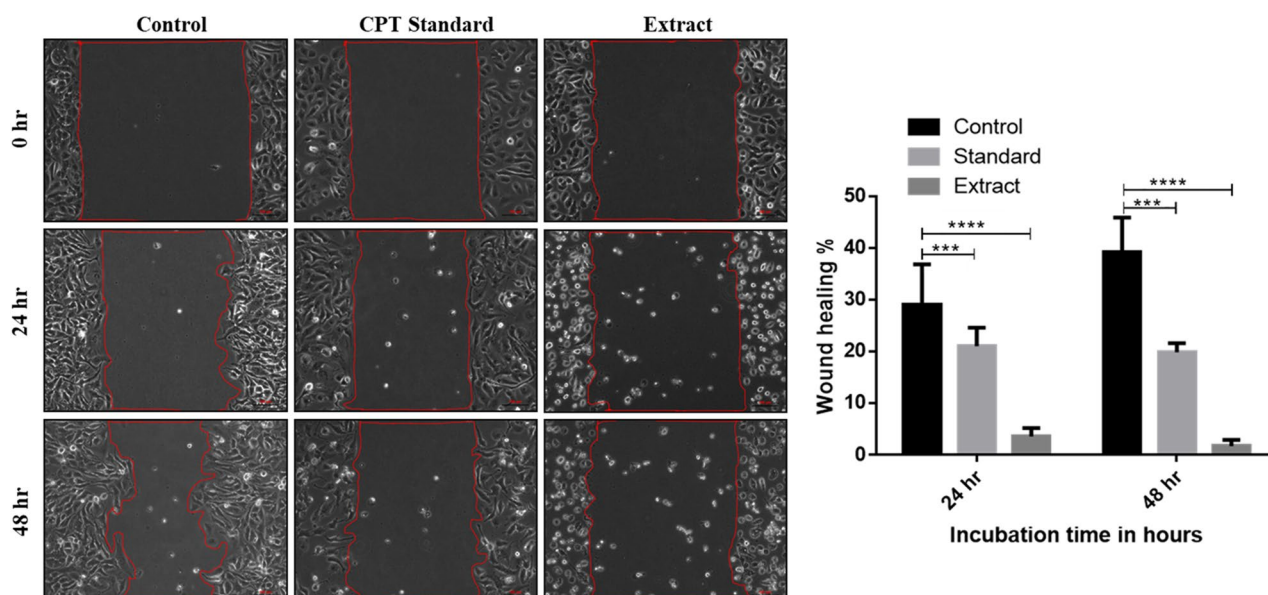 Control CPT Standard Extract
0 hr
24 hr
48 hr
Control
Standard
Extract
Wound healing %
50
40
30
20
10
0
**** 
***
****
***
24 hr
48 hr
Incubation time in hours